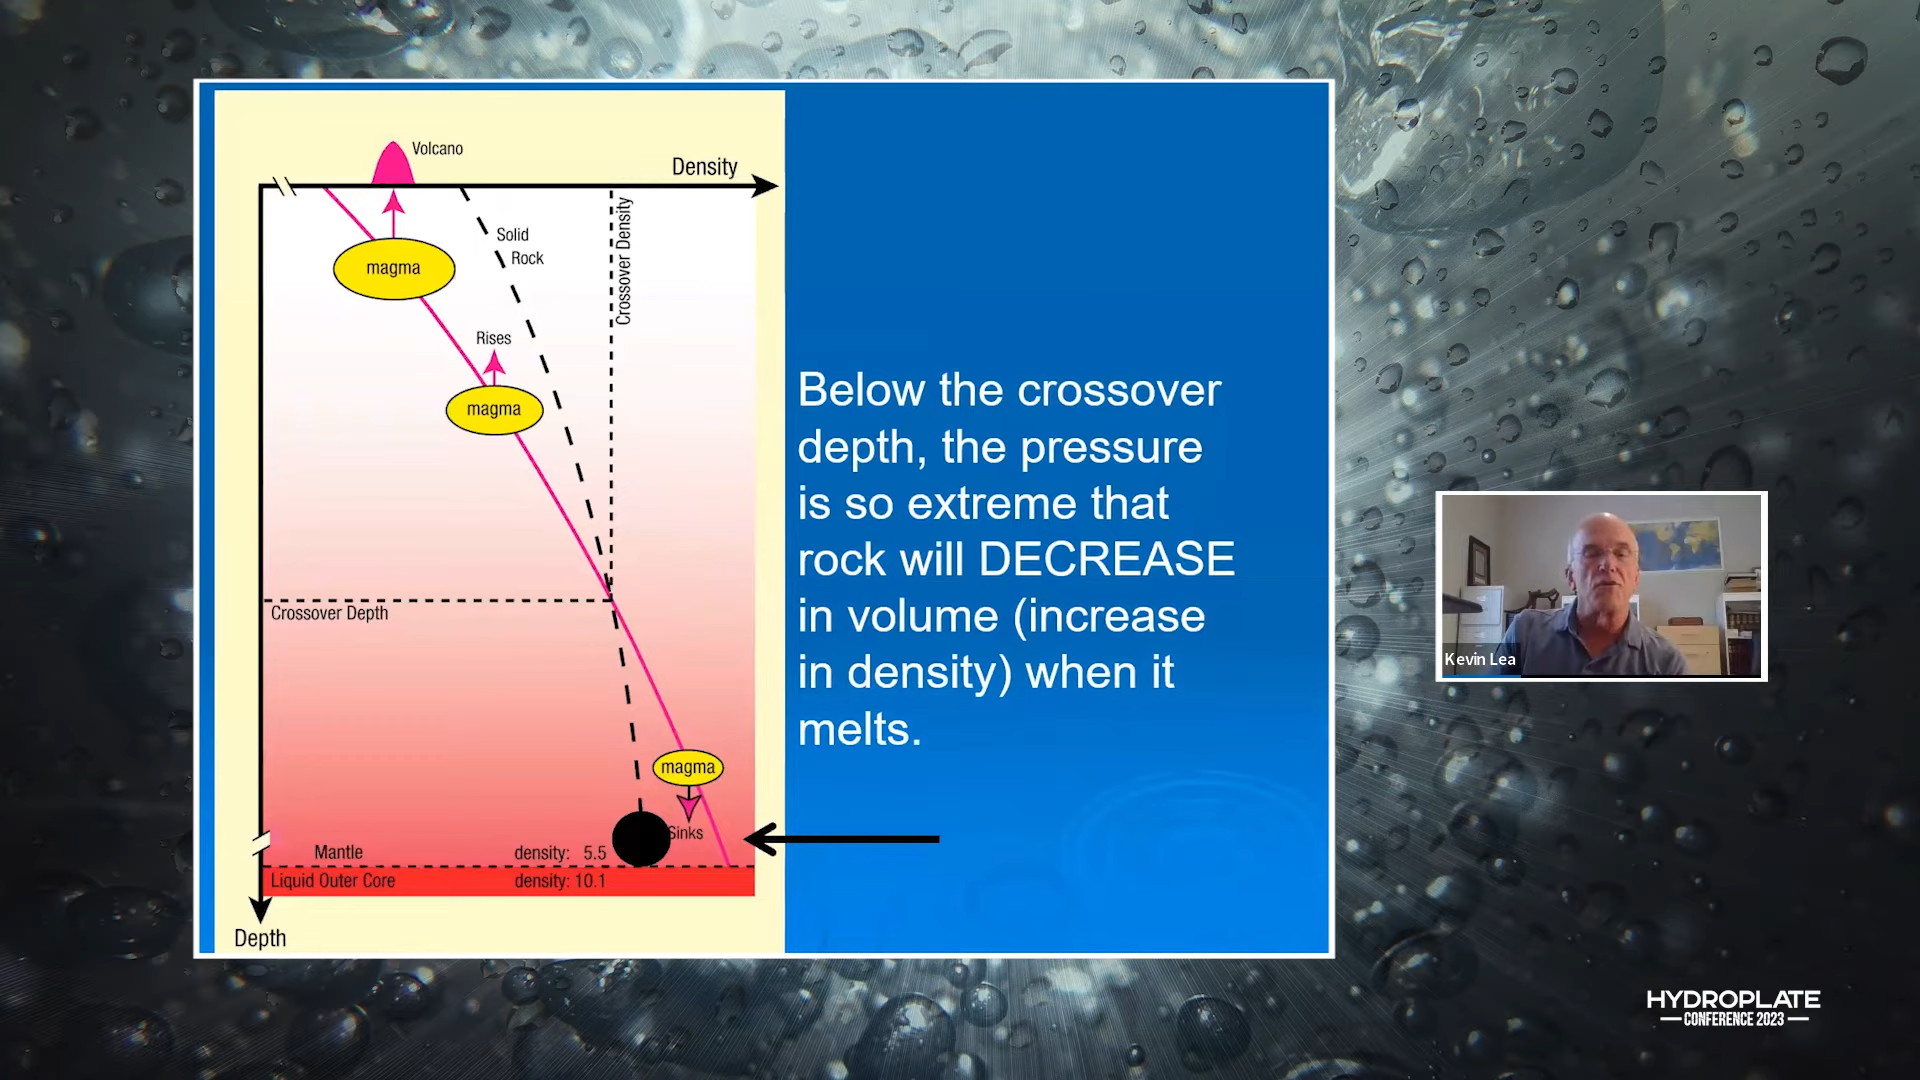 Volcano
Density
Solid
Rock
Crossover Density
magma
Rises
magma
Crossover Depth
magma
Sinks
Mantle density: 5.5
Liquid Outer Core density: 10.1
Depth
Below the crossover
depth, the pressure
is so extreme that
rock will DECREASE
in volume (increase
in density) when it
melts.
Kevin Lea
HYDROPLATE
CONFERENCE 2023